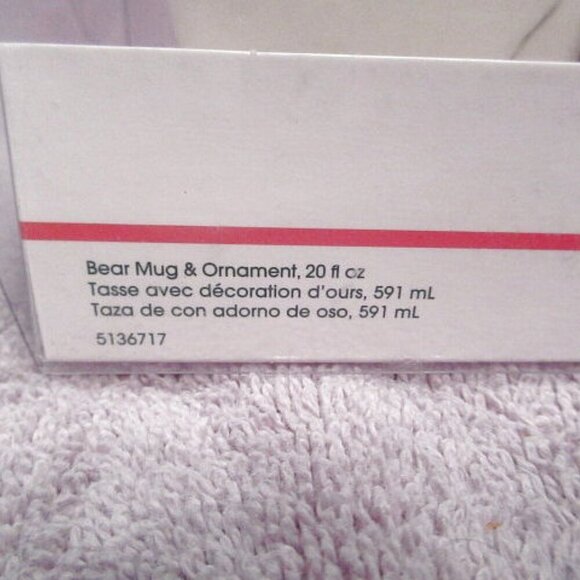 Bear Mug & Ornament, 20 fl oz
Tasse avec décoration d'ours, 591 mL
Taza de con adorno de oso, 591 mL
5136717